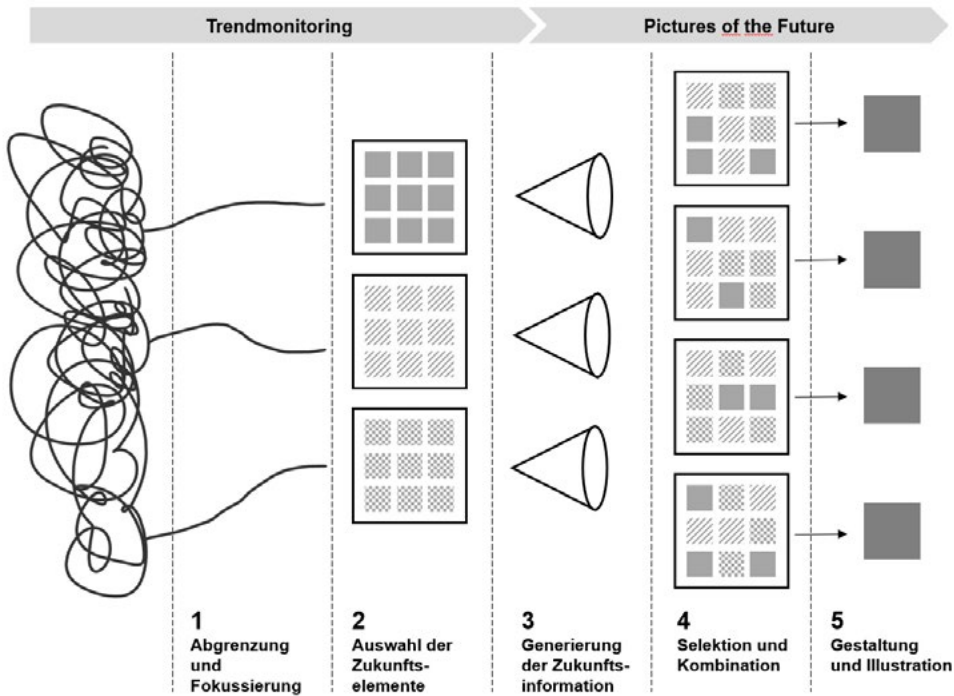 Trendmonitoring
Pictures of the Future
1
Abgrenzung
und
Fokussierung
2
Auswahl der
Zukunfts-
elemente
3
Generierung
der Zukunfts-
information
4
Selektion und
Kombination
5
Gestaltung
und Illustration